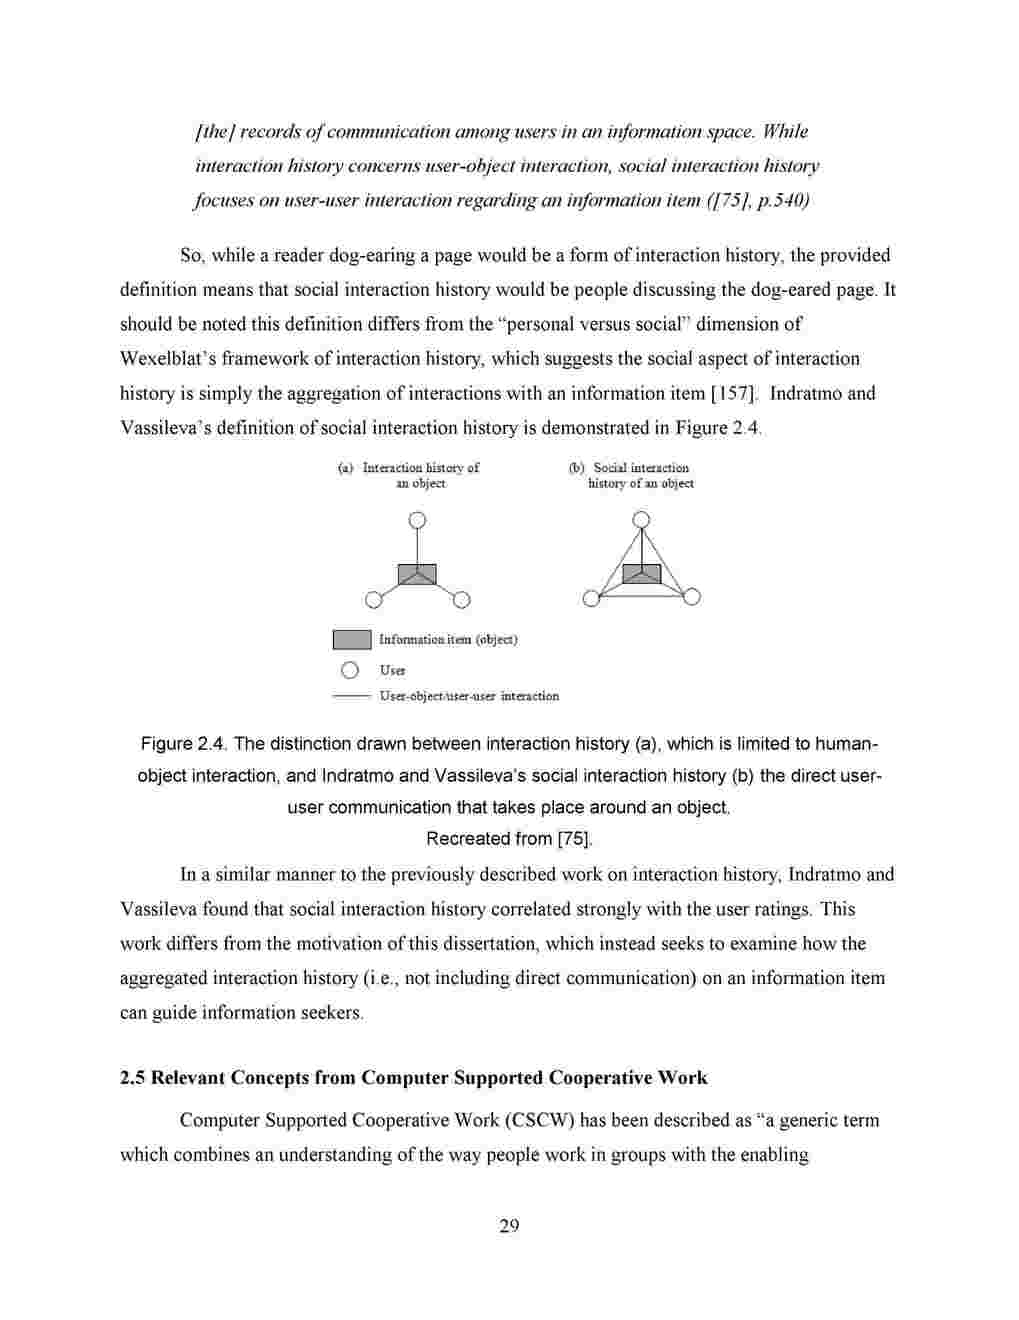 [the] records of communication among users in an information space. While
interaction history concerns user-object interaction, social interaction history
focuses on user-user interaction regarding an information item ([75], p.540)
So, while a reader dog-earing a page would be a form of interaction history, the provided
definition means that social interaction history would be people discussing the dog-eared page. It
should be noted this definition differs from the “personal versus social” dimension of
Wexelblat’s framework of interaction history, which suggests the social aspect of interaction
history is simply the aggregation of interactions with an information item [157].  Indratmo and
Vassileva’s definition of social interaction history is demonstrated in Figure 2.4.
(a) Interaction history of
an object
(b) Social interaction
history of an object
Information item (object)
User
User-object/user-user interaction
Figure 2.4. The distinction drawn between interaction history (a), which is limited to human-
object interaction, and Indratmo and Vassileva’s social interaction history (b) the direct user-
user communication that takes place around an object.
Recreated from [75].
In a similar manner to the previously described work on interaction history, Indratmo and
Vassileva found that social interaction history correlated strongly with the user ratings. This
work differs from the motivation of this dissertation, which instead seeks to examine how the
aggregated interaction history (i.e., not including direct communication) on an information item
can guide information seekers.
2.5 Relevant Concepts from Computer Supported Cooperative Work
Computer Supported Cooperative Work (CSCW) has been described as “a generic term
which combines an understanding of the way people work in groups with the enabling
29